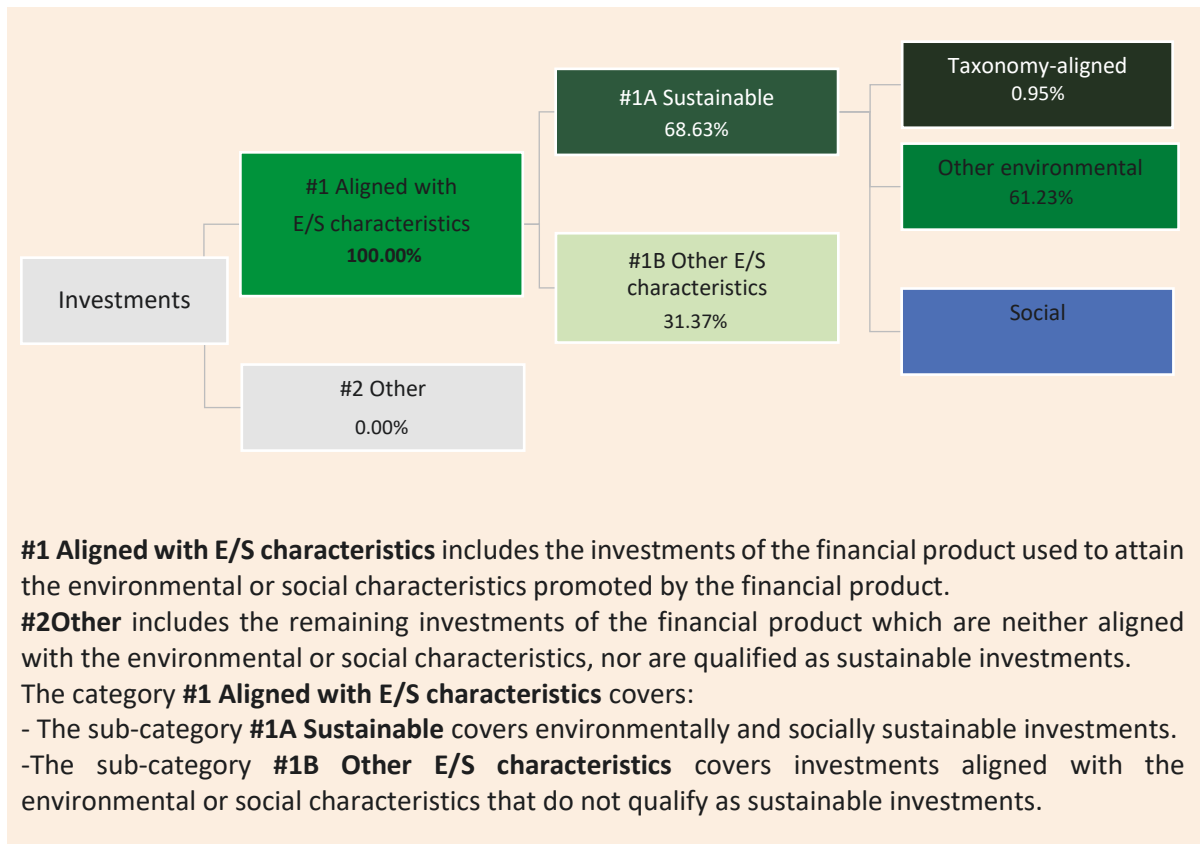 Investments
#1 Aligned with
E/S characteristics
100.00%
#2 Other
0.00%
#1A Sustainable
68.63%
#1B Other E/S
characteristics
31.37%
Taxonomy-aligned
0.95%
Other environmental
61.23%
Social
#1 Aligned with E/S characteristics includes the investments of the financial product used to attain
the environmental or social characteristics promoted by the financial product.
#2Other includes the remaining investments of the financial product which are neither aligned
with the environmental or social characteristics, nor are qualified as sustainable investments.
The category #1 Aligned with E/S characteristics covers:
- The sub-category #1A Sustainable covers environmentally and socially sustainable investments.
-The sub-category #1B Other E/S characteristics covers investments aligned with the
environmental or social characteristics that do not qualify as sustainable investments.